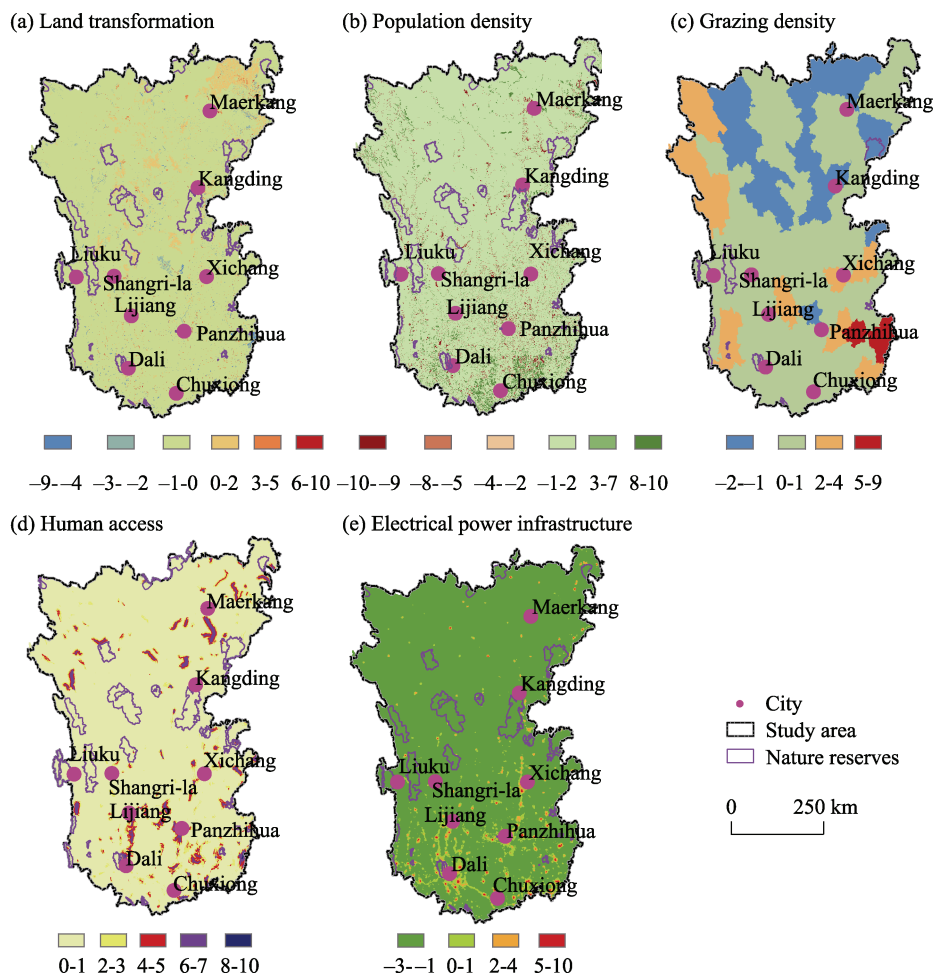 (a) Land transformation
(b) Population density
(c) Grazing density
Maerkang
Kangding
Liuku
Shangri-la
Xichang
Lijiang
Panzhihua
Dali
Chuxiong
Maerkang
Kangding
Liuku
Shangri-la
Xichang
Lijiang
Panzhihua
Dali
Chuxiong
Maerkang
Kangding
Liuku
Shangri-la
Xichang
Lijiang
Panzhihua
Dali
Chuxiong
–9-–4 –3-–2 –1-0 0-2 3-5 6-10
–10-–9 –8-–5 –4-–2 –1-2 3-7 8-10
–2-–1 0-1 2-4 5-9
(d) Human access
(e) Electrical power infrastructure
Maerkang
Kangding
Liuku
Shangri-la
Xichang
Lijiang
Panzhihua
Dali
Chuxiong
Maerkang
Kangding
Liuku
Shangri-la
Xichang
Lijiang
Panzhihua
Dali
Chuxiong
City
Study area
Nature reserves
0 250 km
0-1 2-3 4-5 6-7 8-10
–3-–1 0-1 2-4 5-10